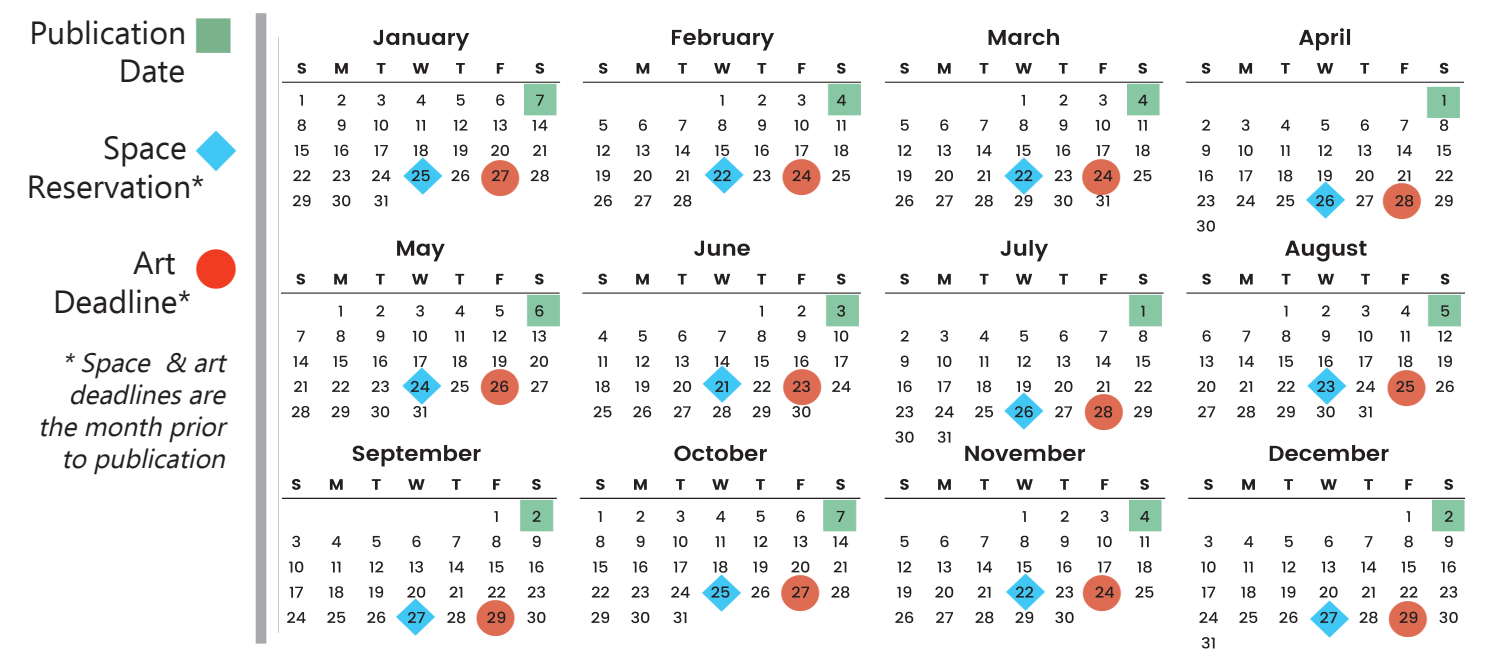 Publication
Date
Space
Reservation*
Art
Deadline*
* Space & art
deadlines are
the month prior
to publication
January February March April
S M T W T F S S M T W T F S S M T W T F S S M T W T F S
1 2 3 4 5 6 7 1 2 3 4 1 2 3 4 1
8 9 10 11 12 13 14 5 6 7 8 9 10 11 5 6 7 8 9 10 11 2 3 4 5 6 7 8
15 16 17 18 19 20 21 12 13 14 15 16 17 18 12 13 14 15 16 17 18 9 10 11 12 13 14 15
22 23 24 25 26 27 28 19 20 21 22 23 24 25 19 20 21 22 23 24 25 16 17 18 19 20 21 22
29 30 31 26 27 28 26 27 28 29 30 31 23 24 25 26 27 28 29
30
May June July August
S M T W T F S S M T W T F S S M T W T F S S M T W T F S
1 2 3 4 5 6 1 2 3 1 1 2 3 4 5
7 8 9 10 11 12 13 4 5 6 7 8 9 10 2 3 4 5 6 7 8 6 7 8 9 10 11 12
14 15 16 17 18 19 20 11 12 13 14 15 16 17 9 10 11 12 13 14 15 13 14 15 16 17 18 19
21 22 23 24 25 26 27 18 19 20 21 22 23 24 16 17 18 19 20 21 22 20 21 22 23 24 25 26
28 29 30 31 25 26 27 28 29 30 23 24 25 26 27 28 29 27 28 29 30 31
30 31
September October November December
S M T W T F S S M T W T F S S M T W T F S S M T W T F S
1 2 1 2 3 4 5 6 7 1 2 3 4 1 2
3 4 5 6 7 8 9 8 9 10 11 12 13 14 5 6 7 8 9 10 11 3 4 5 6 7 8 9
10 11 12 13 14 15 16 15 16 17 18 19 20 21 12 13 14 15 16 17 18 10 11 12 13 14 15 16
17 18 19 20 21 22 23 22 23 24 25 26 27 28 19 20 21 22 23 24 25 17 18 19 20 21 22 23
24 25 26 27 28 29 30 29 30 31 26 27 28 29 30 24 25 26 27 28 29 30
31